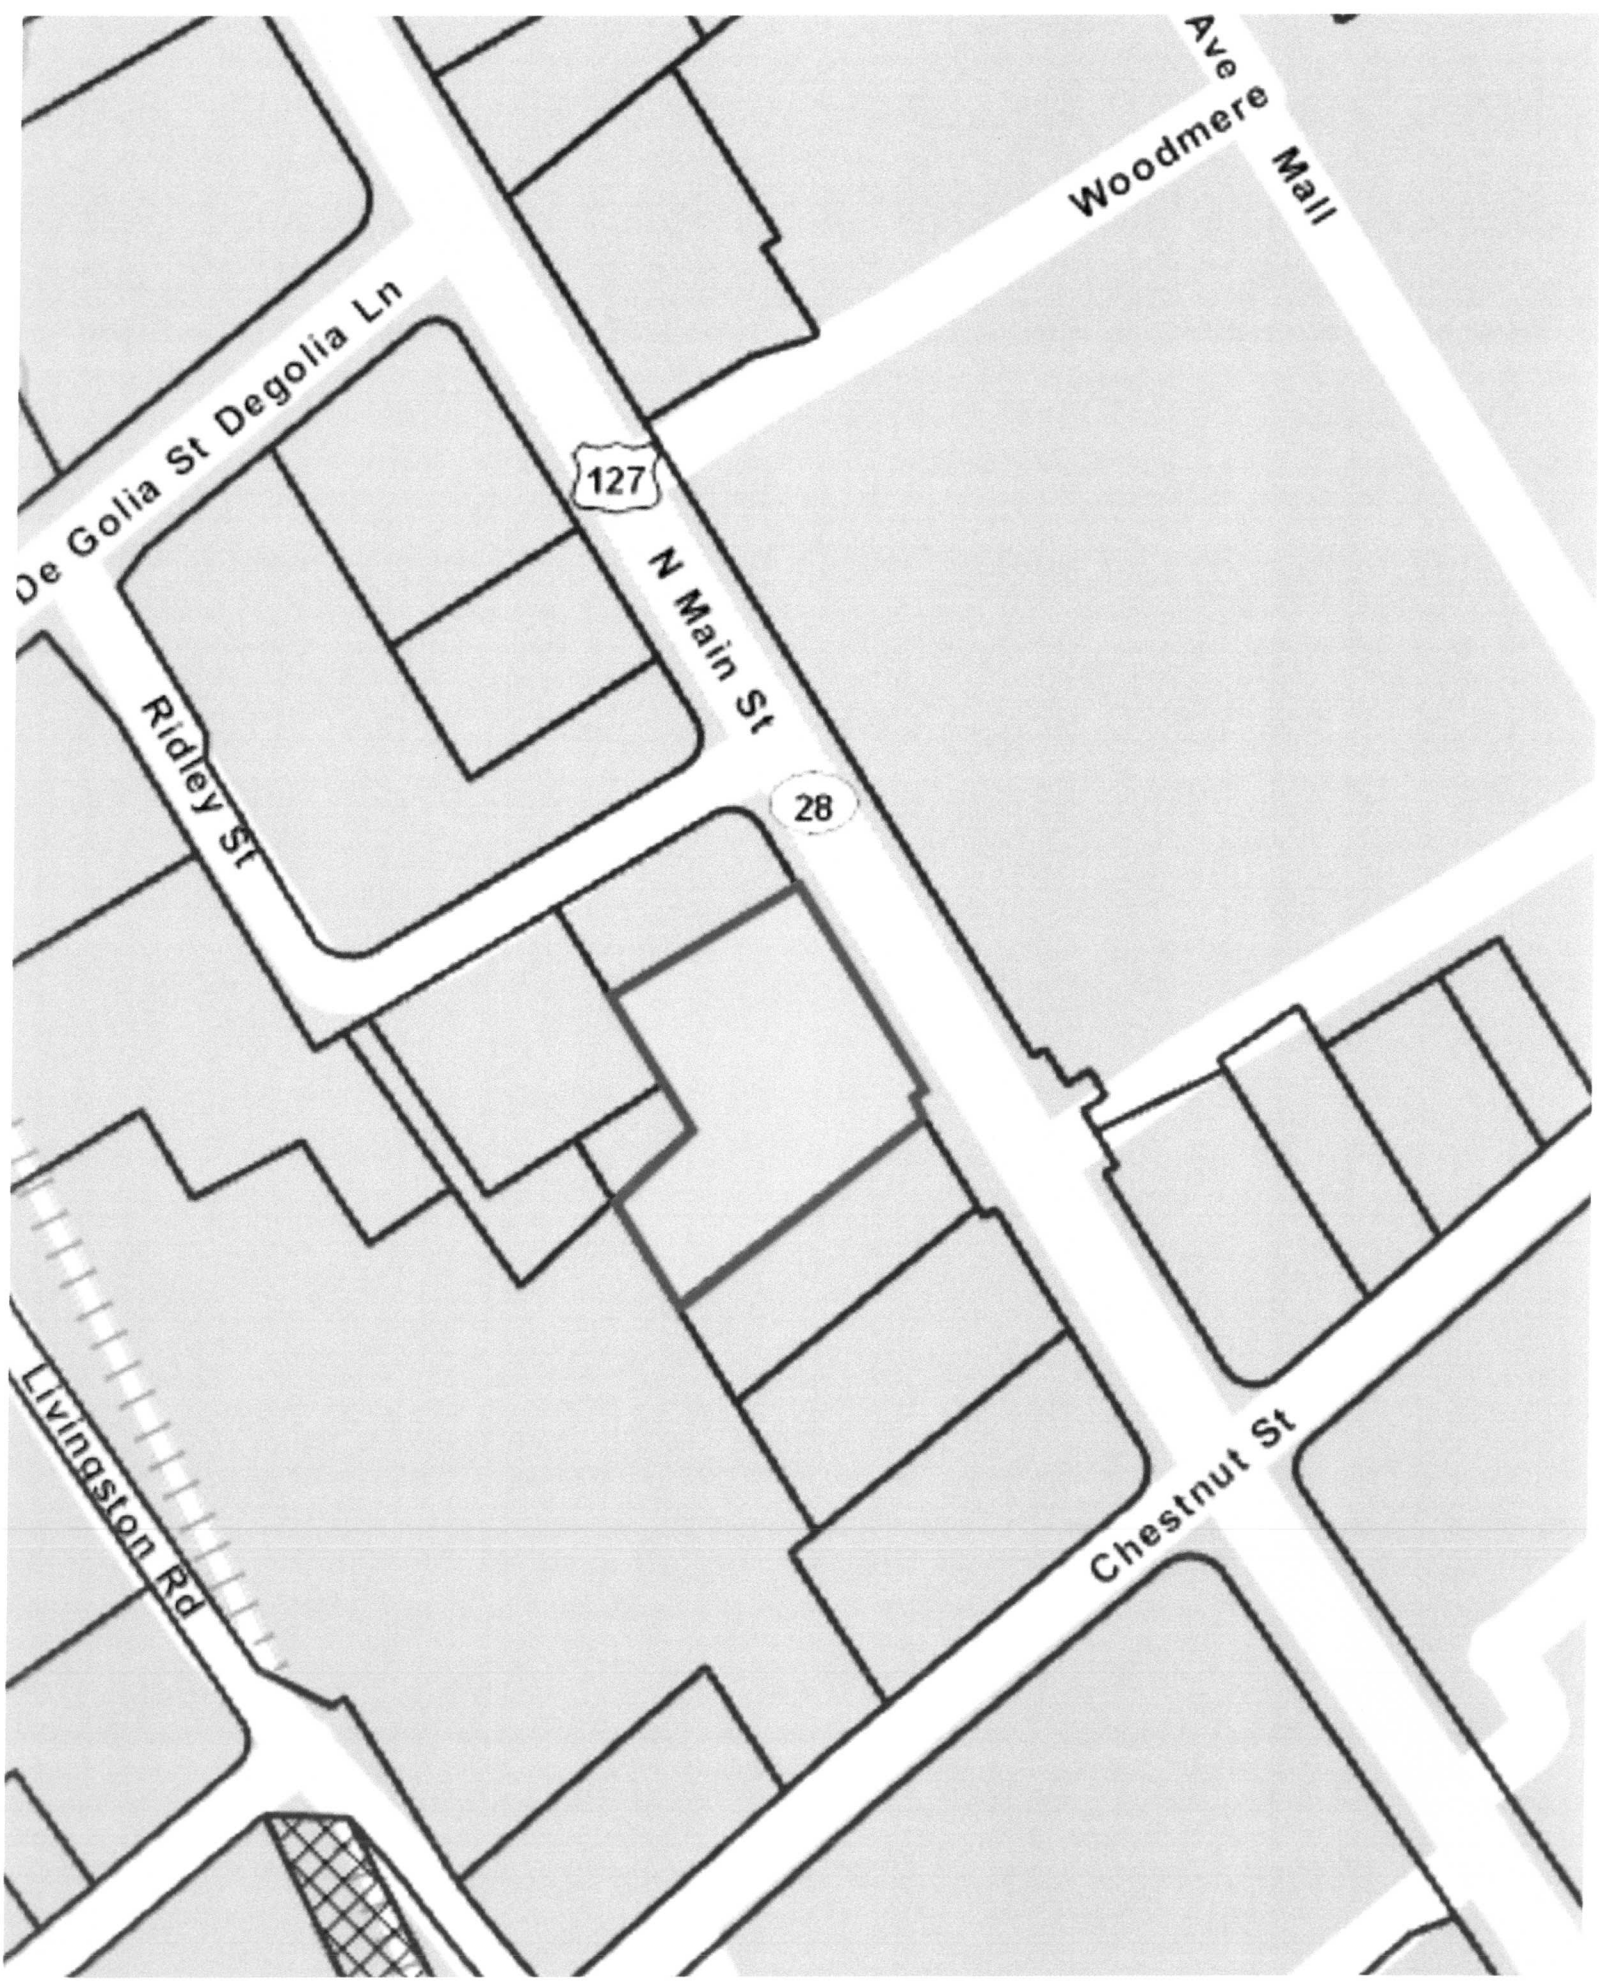 Ave
Woodmere
Mall
De Golia St Degolia Ln
127
N Main St
Ridley St
28
Livingston Rd
Chestnut St